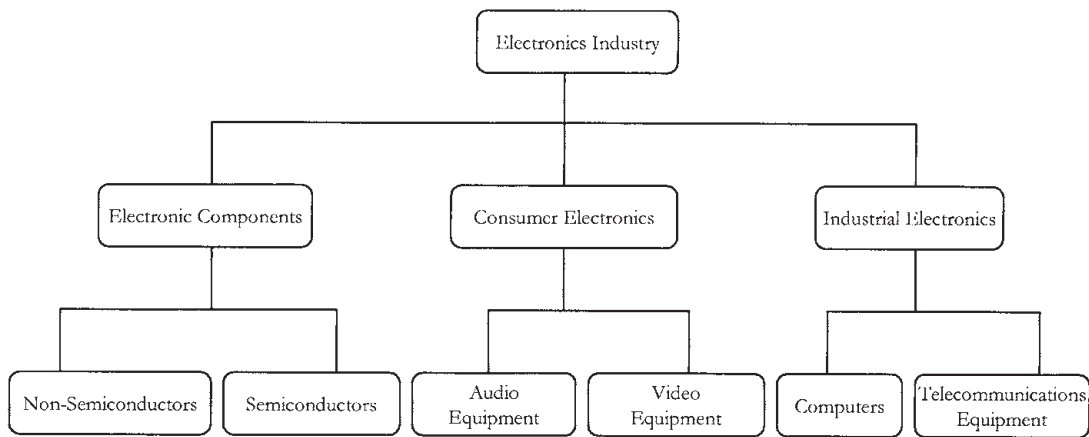 Electronics Industry
Electronic Components
Consumer Electronics
Industrial Electronics
Non-Semiconductors
Semiconductors
Audio
Equipment
Video
Equipment
Computers
Telecommunications
Equipment